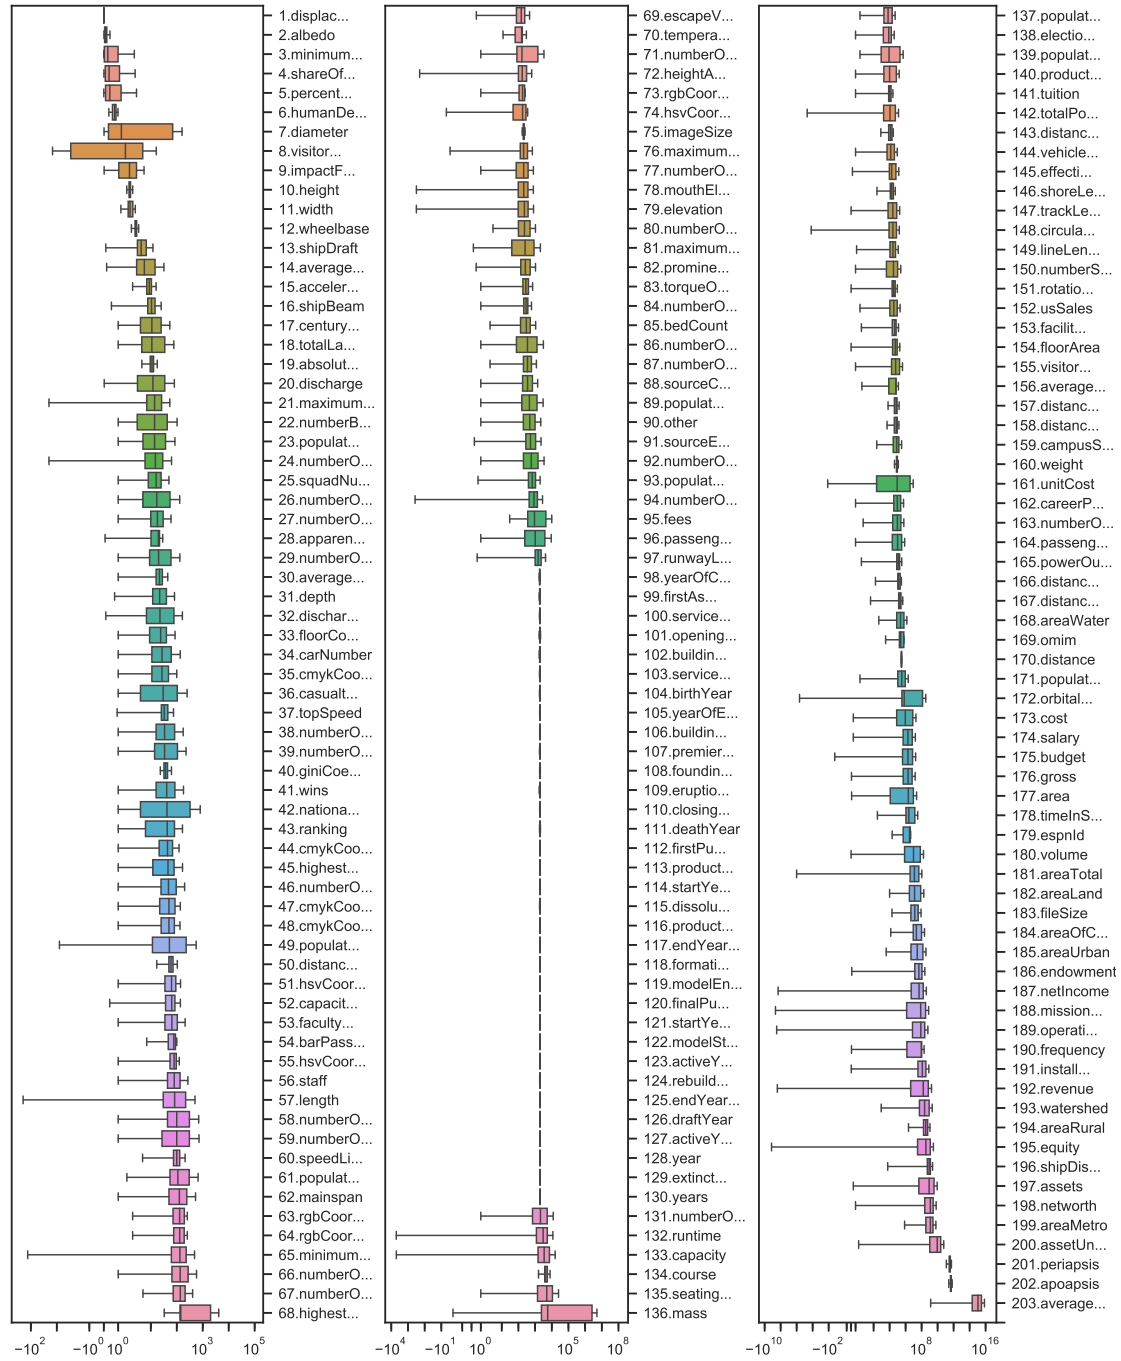 1.displac...
2.albedo
3.minimum...
4.shareOf...
5.percent...
6.humanDe...
7.diameter
8.visitor...
9.impactF...
10.height
11.width
12.wheelbase
13.shipDraft
14.average...
15.acceler...
16.shipBeam
17.century...
18.totalLa...
19.absolut...
20.discharge
21.maximum...
22.numberB...
23.populat...
24.numberO...
25.squadNu...
26.numberO...
27.numberO...
28.apparen...
29.numberO...
30.average...
31.depth
32.dischar...
33.floorCo...
34.carNumber
35.cmykCoo...
36.casualt...
37.topSpeed
38.numberO...
39.numberO...
40.giniCoe...
41.wins
42.nationa...
43.ranking
44.cmykCoo...
45.highest...
46.numberO...
47.cmykCoo...
48.cmykCoo...
49.populat...
50.distanc...
51.hsvCoor...
52.capacit...
53.faculty...
54.barPass...
55.hsvCoor...
56.staff
57.length
58.numberO...
59.numberO...
60.speedLi...
61.populat...
62.mainspan
63.rgbCoor...
64.rgbCoor...
65.minimum...
66.numberO...
67.numberO...
68.highest...
−10² −10⁰ 10⁰ 10³ 10⁵
69.escapeV...
70.tempera...
71.numberO...
72.heightA...
73.rgbCoor...
74.hsvCoor...
75.imageSize
76.maximum...
77.numberO...
78.mouthEl...
79.elevation
80.numberO...
81.maximum...
82.promine...
83.torqueO...
84.numberO...
85.bedCount
86.numberO...
87.numberO...
88.sourceC...
89.populat...
90.other
91.sourceE...
92.numberO...
93.populat...
94.numberO...
95.fees
96.passeng...
97.runwayL...
98.yearOfC...
99.firstAs...
100.service...
101.opening...
102.buildin...
103.service...
104.birthYear
105.yearOfE...
106.buildin...
107.premier...
108.foundin...
109.eruptio...
110.closing...
111.deathYear
112.firstPu...
113.product...
114.startYe...
115.dissolu...
116.product...
117.endYear...
118.formati...
119.modelEn...
120.finalPu...
121.startYe...
122.modelSt...
123.activeY...
124.rebuild...
125.endYear...
126.draftYear
127.activeY...
128.year
129.extinct...
130.years
131.numberO...
132.runtime
133.capacity
134.course
135.seating...
136.mass
−10⁴ −10¹ 10⁰ 10⁵ 10⁸
137.populat...
138.electio...
139.populat...
140.product...
141.tuition
142.totalPo...
143.distanc...
144.vehicle...
145.effecti...
146.shoreLe...
147.trackLe...
148.circula...
149.lineLen...
150.numberS...
151.rotatio...
152.usSales
153.facilit...
154.floorArea
155.visitor...
156.average...
157.distanc...
158.distanc...
159.campusS...
160.weight
161.unitCost
162.careerP...
163.numberO...
164.passeng...
165.powerOu...
166.distanc...
167.distanc...
168.areaWater
169.omim
170.distance
171.populat...
172.orbital...
173.cost
174.salary
175.budget
176.gross
177.area
178.timeInS...
179.espnId
180.volume
181.areaTotal
182.areaLand
183.fileSize
184.areaOfC...
185.areaUrban
186.endowment
187.netIncome
188.mission...
189.operati...
190.frequency
191.install...
192.revenue
193.watershed
194.areaRural
195.equity
196.shipDis...
197.assets
198.networth
199.areaMetro
200.assetUn...
201.periapsis
202.apoapsis
203.average...
−10¹⁰ −10² 10⁸ 10¹⁶